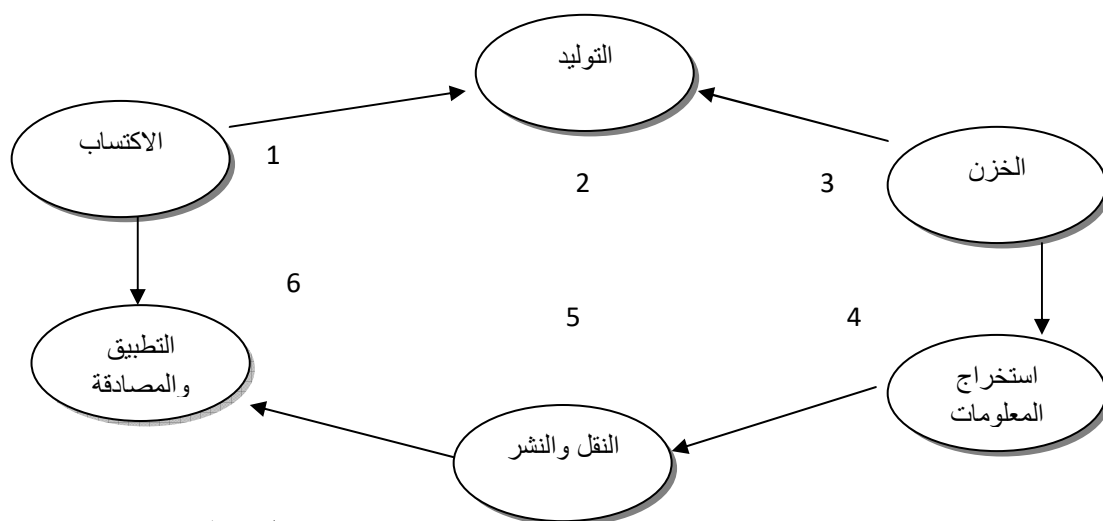 التوليد
الاكتساب
1
2
3
الخزن
6
5
4
التطبيق
والمصادقة
استخراج
المعلومات
النقل والنشر